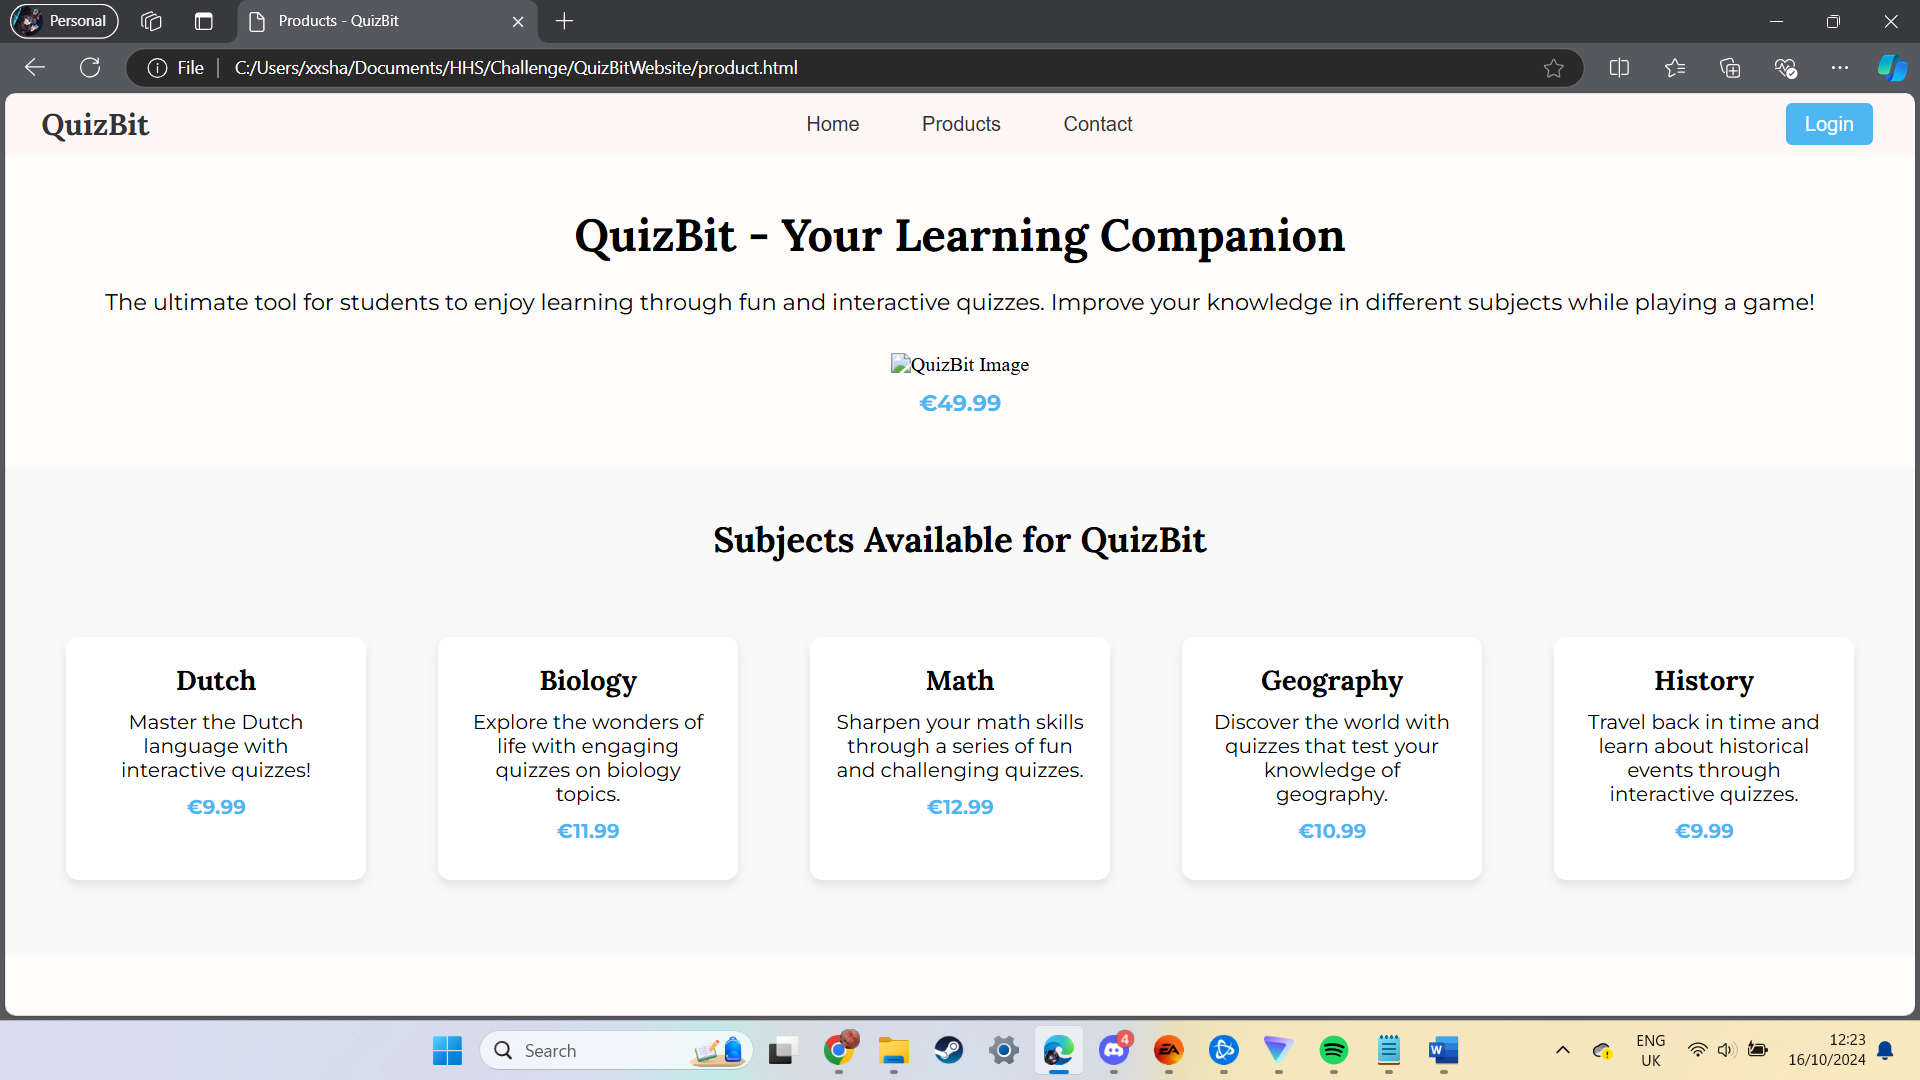 Personal
Products - QuizBit
File
C:/Users/xxsha/Documents/HHS/Challenge/QuizBitWebsite/product.html
QuizBit
Home
Products
Contact
Login
QuizBit - Your Learning Companion
The ultimate tool for students to enjoy learning through fun and interactive quizzes. Improve your knowledge in different subjects while playing a game!
QuizBit Image
€49.99
Subjects Available for QuizBit
Dutch
Master the Dutch
language with
interactive quizzes!
€9.99
Biology
Explore the wonders of
life with engaging
quizzes on biology
topics.
€11.99
Math
Sharpen your math skills
through a series of fun
and challenging quizzes.
€12.99
Geography
Discover the world with
quizzes that test your
knowledge of
geography.
€10.99
History
Travel back in time and
learn about historical
events through
interactive quizzes.
€9.99
Search
4
EA
W
ENG
UK
12:23
16/10/2024